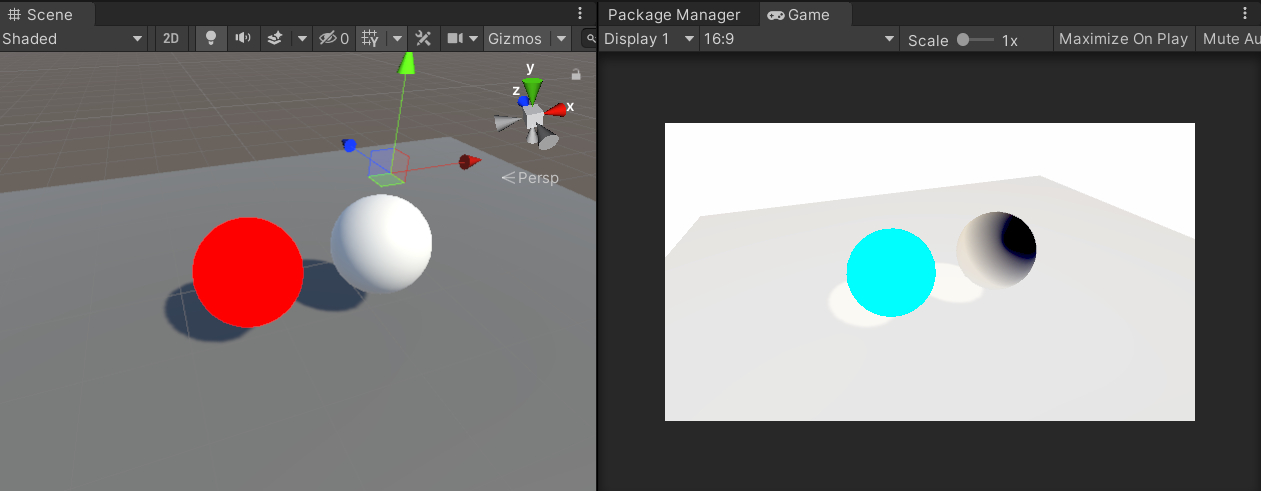 Scene
Package Manager
Game
Shaded
2D
0
Gizmos
Display 1
16:9
Scale
1x
Maximize On Play
Mute Au
y
z
x
Persp